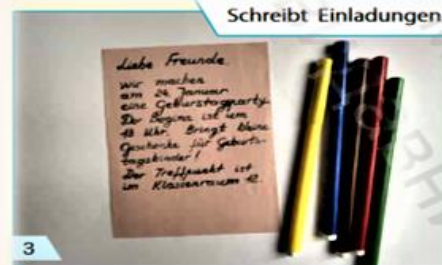 Schreibt Einladungen
Liebe Freunde
wir machen
am 24. Januar
eine Geburtstagsparty.
Der Beginn ist um
18 Uhr. Bringt kleine
Geschenke für Geburts-
tagskinder!
Der Treffpunkt ist
im Klassenraum 12.
3